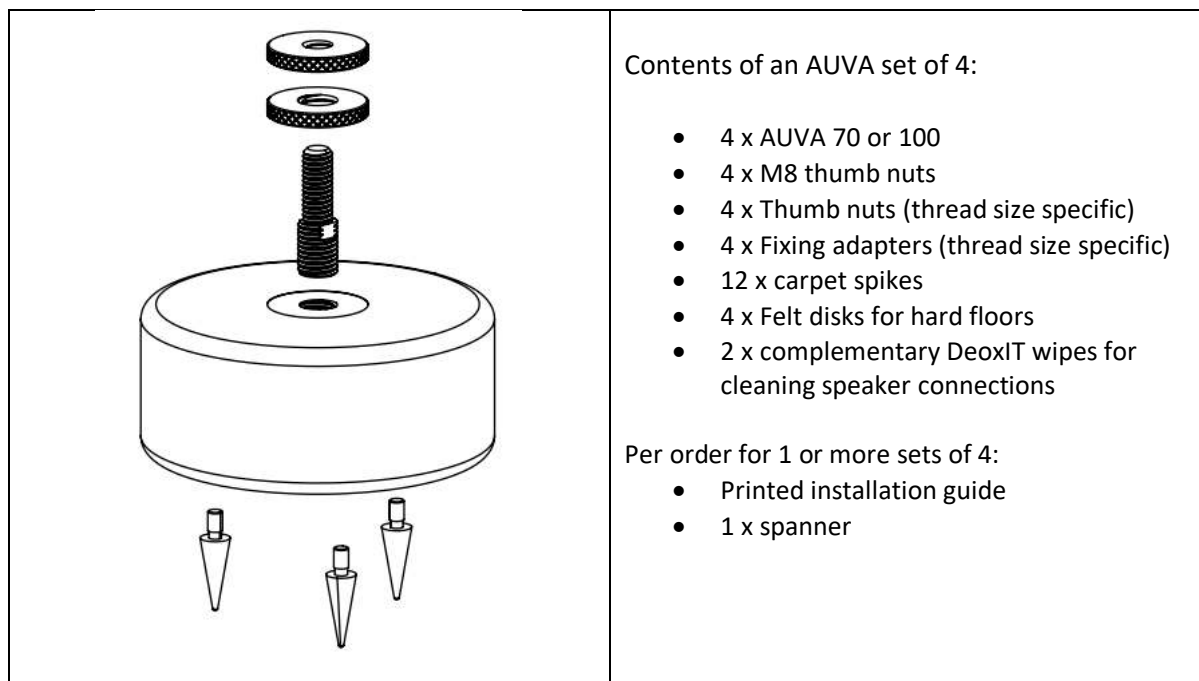 Contents of an AUVA set of 4:
• 4 x AUVA 70 or 100
• 4 x M8 thumb nuts
• 4 x Thumb nuts (thread size specific)
• 4 x Fixing adapters (thread size specific)
• 12 x carpet spikes
• 4 x Felt disks for hard floors
• 2 x complementary DeoxIT wipes for
cleaning speaker connections
Per order for 1 or more sets of 4:
• Printed installation guide
• 1 x spanner